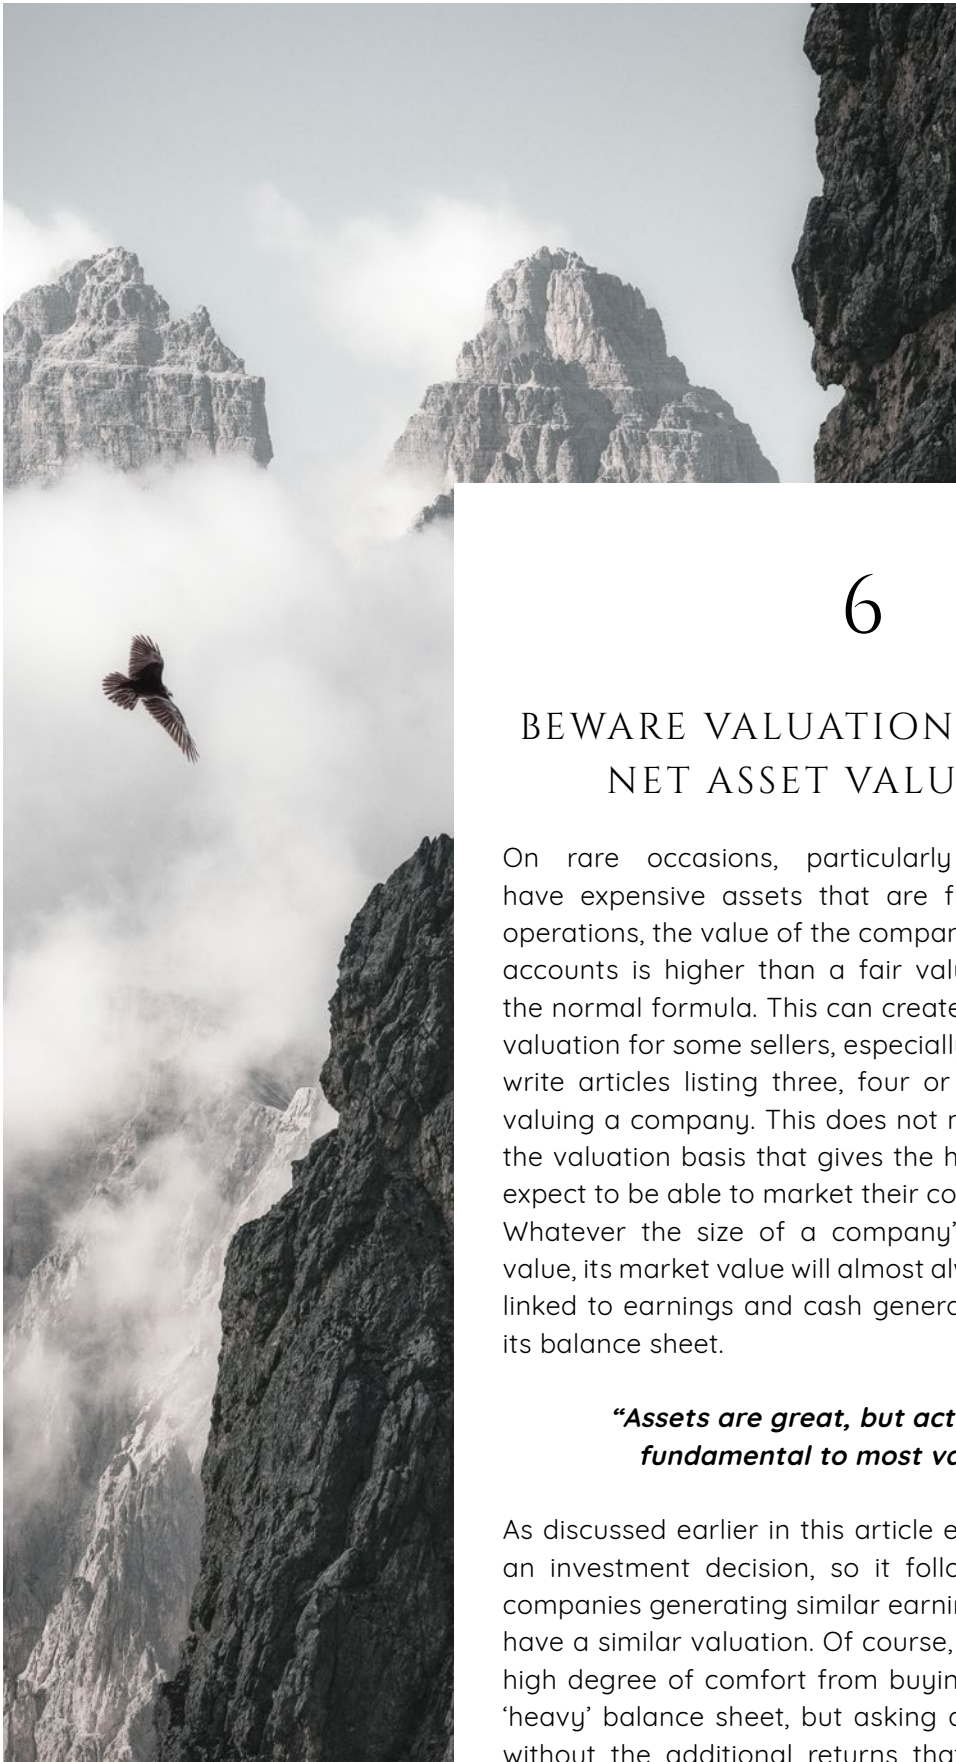 6
BEWARE VALUATION
NET ASSET VALU
On rare occasions, particularly
have expensive assets that are f
operations, the value of the compan
accounts is higher than a fair valu
the normal formula. This can create
valuation for some sellers, especially
write articles listing three, four or
valuing a company. This does not n
the valuation basis that gives the h
expect to be able to market their co
Whatever the size of a company’
value, its market value will almost alw
linked to earnings and cash genera
its balance sheet.
“Assets are great, but act
fundamental to most va
As discussed earlier in this article e
an investment decision, so it follo
companies generating similar earnin
have a similar valuation. Of course,
high degree of comfort from buyin
‘heavy’ balance sheet, but asking a
without the additional returns that